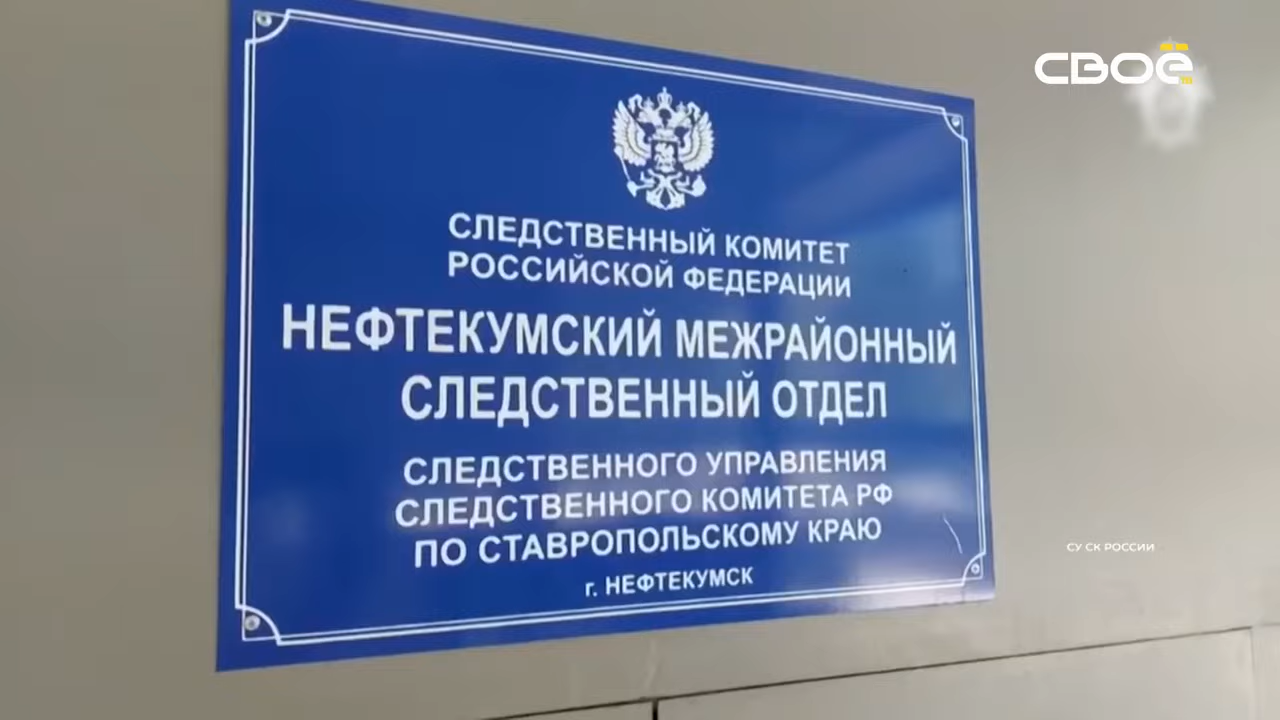 СВОЁ
ТВ
СЛЕДСТВЕННЫЙ КОМИТЕТ
РОССИЙСКОЙ ФЕДЕРАЦИИ
НЕФТЕКУМСКИЙ МЕЖРАЙОННЫЙ
СЛЕДСТВЕННЫЙ ОТДЕЛ
СЛЕДСТВЕННОГО УПРАВЛЕНИЯ
СЛЕДСТВЕННОГО КОМИТЕТА РФ
ПО СТАВРОПОЛЬСКОМУ КРАЮ
г. НЕФТЕКУМСК
СУ СК РОССИИ